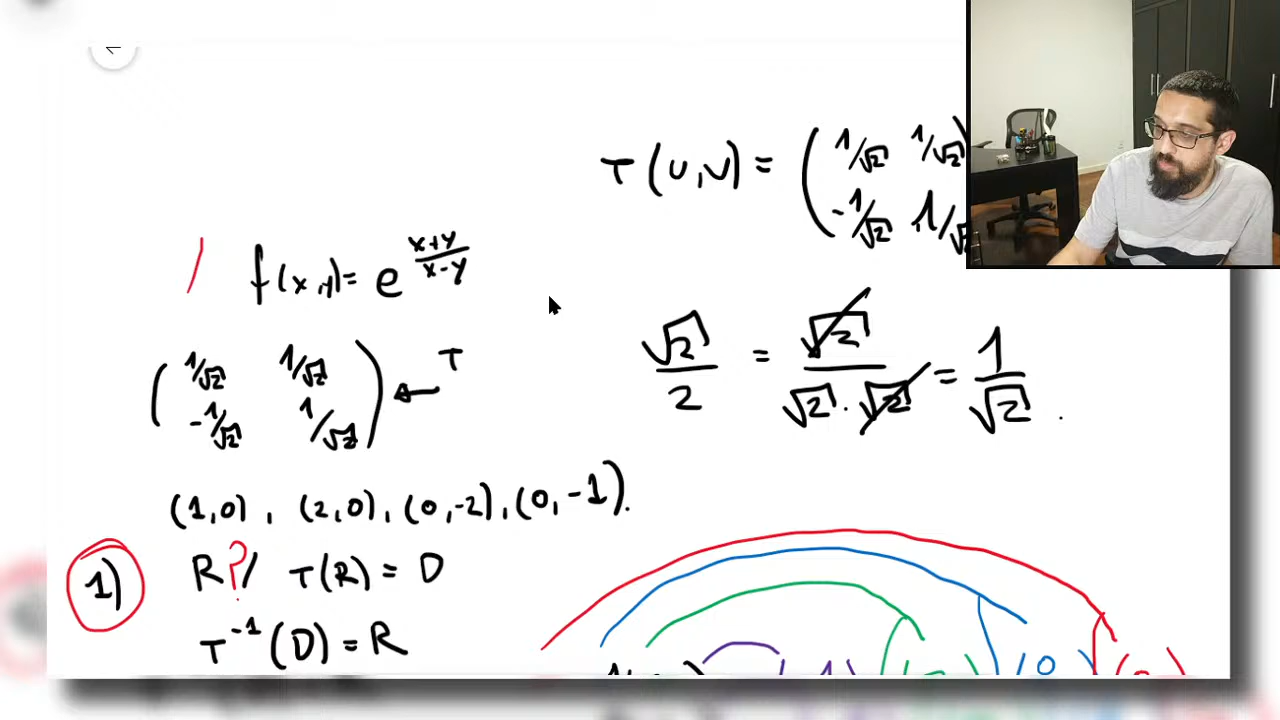 T(u,v) = ( 1/√2 1/√2
-1/√2 1/√
f(x,y) = e^((x+y)/(x-y))
√2/2 = √2/(√2·√2) = 1/√2 .
( 1/√2 1/√2 ) ← T
-1/√2 1/√2
(1,0), (2,0), (0,-2), (0,-1).
1) R?/ T(R) = D
T⁻¹(D) = R